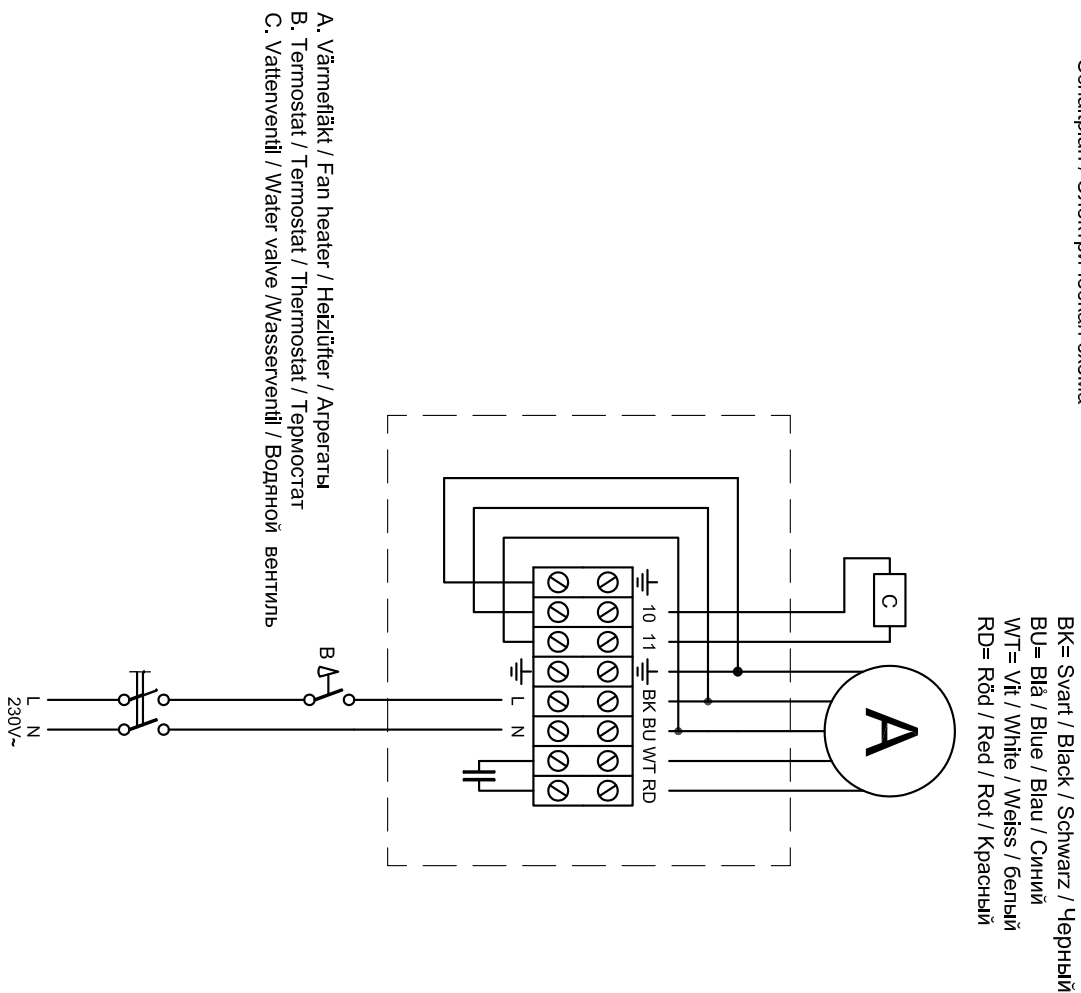 BK= Svart / Black / Schwarz / Черный
BU= Blå / Blue / Blau / Синий
WT= Vit / White / Weiss / белый
RD= Röd / Red / Rot / Красный
C
A
10 11 BK BU WT RD
L N
B
L N
230V~
A. Värmefläkt / Fan heater / Heizlüfter / Агрегаты
B. Termostat / Termostat / Thermostat / Термостат
C. Vattenventil / Water valve /Wasserventil / Водяной вентиль